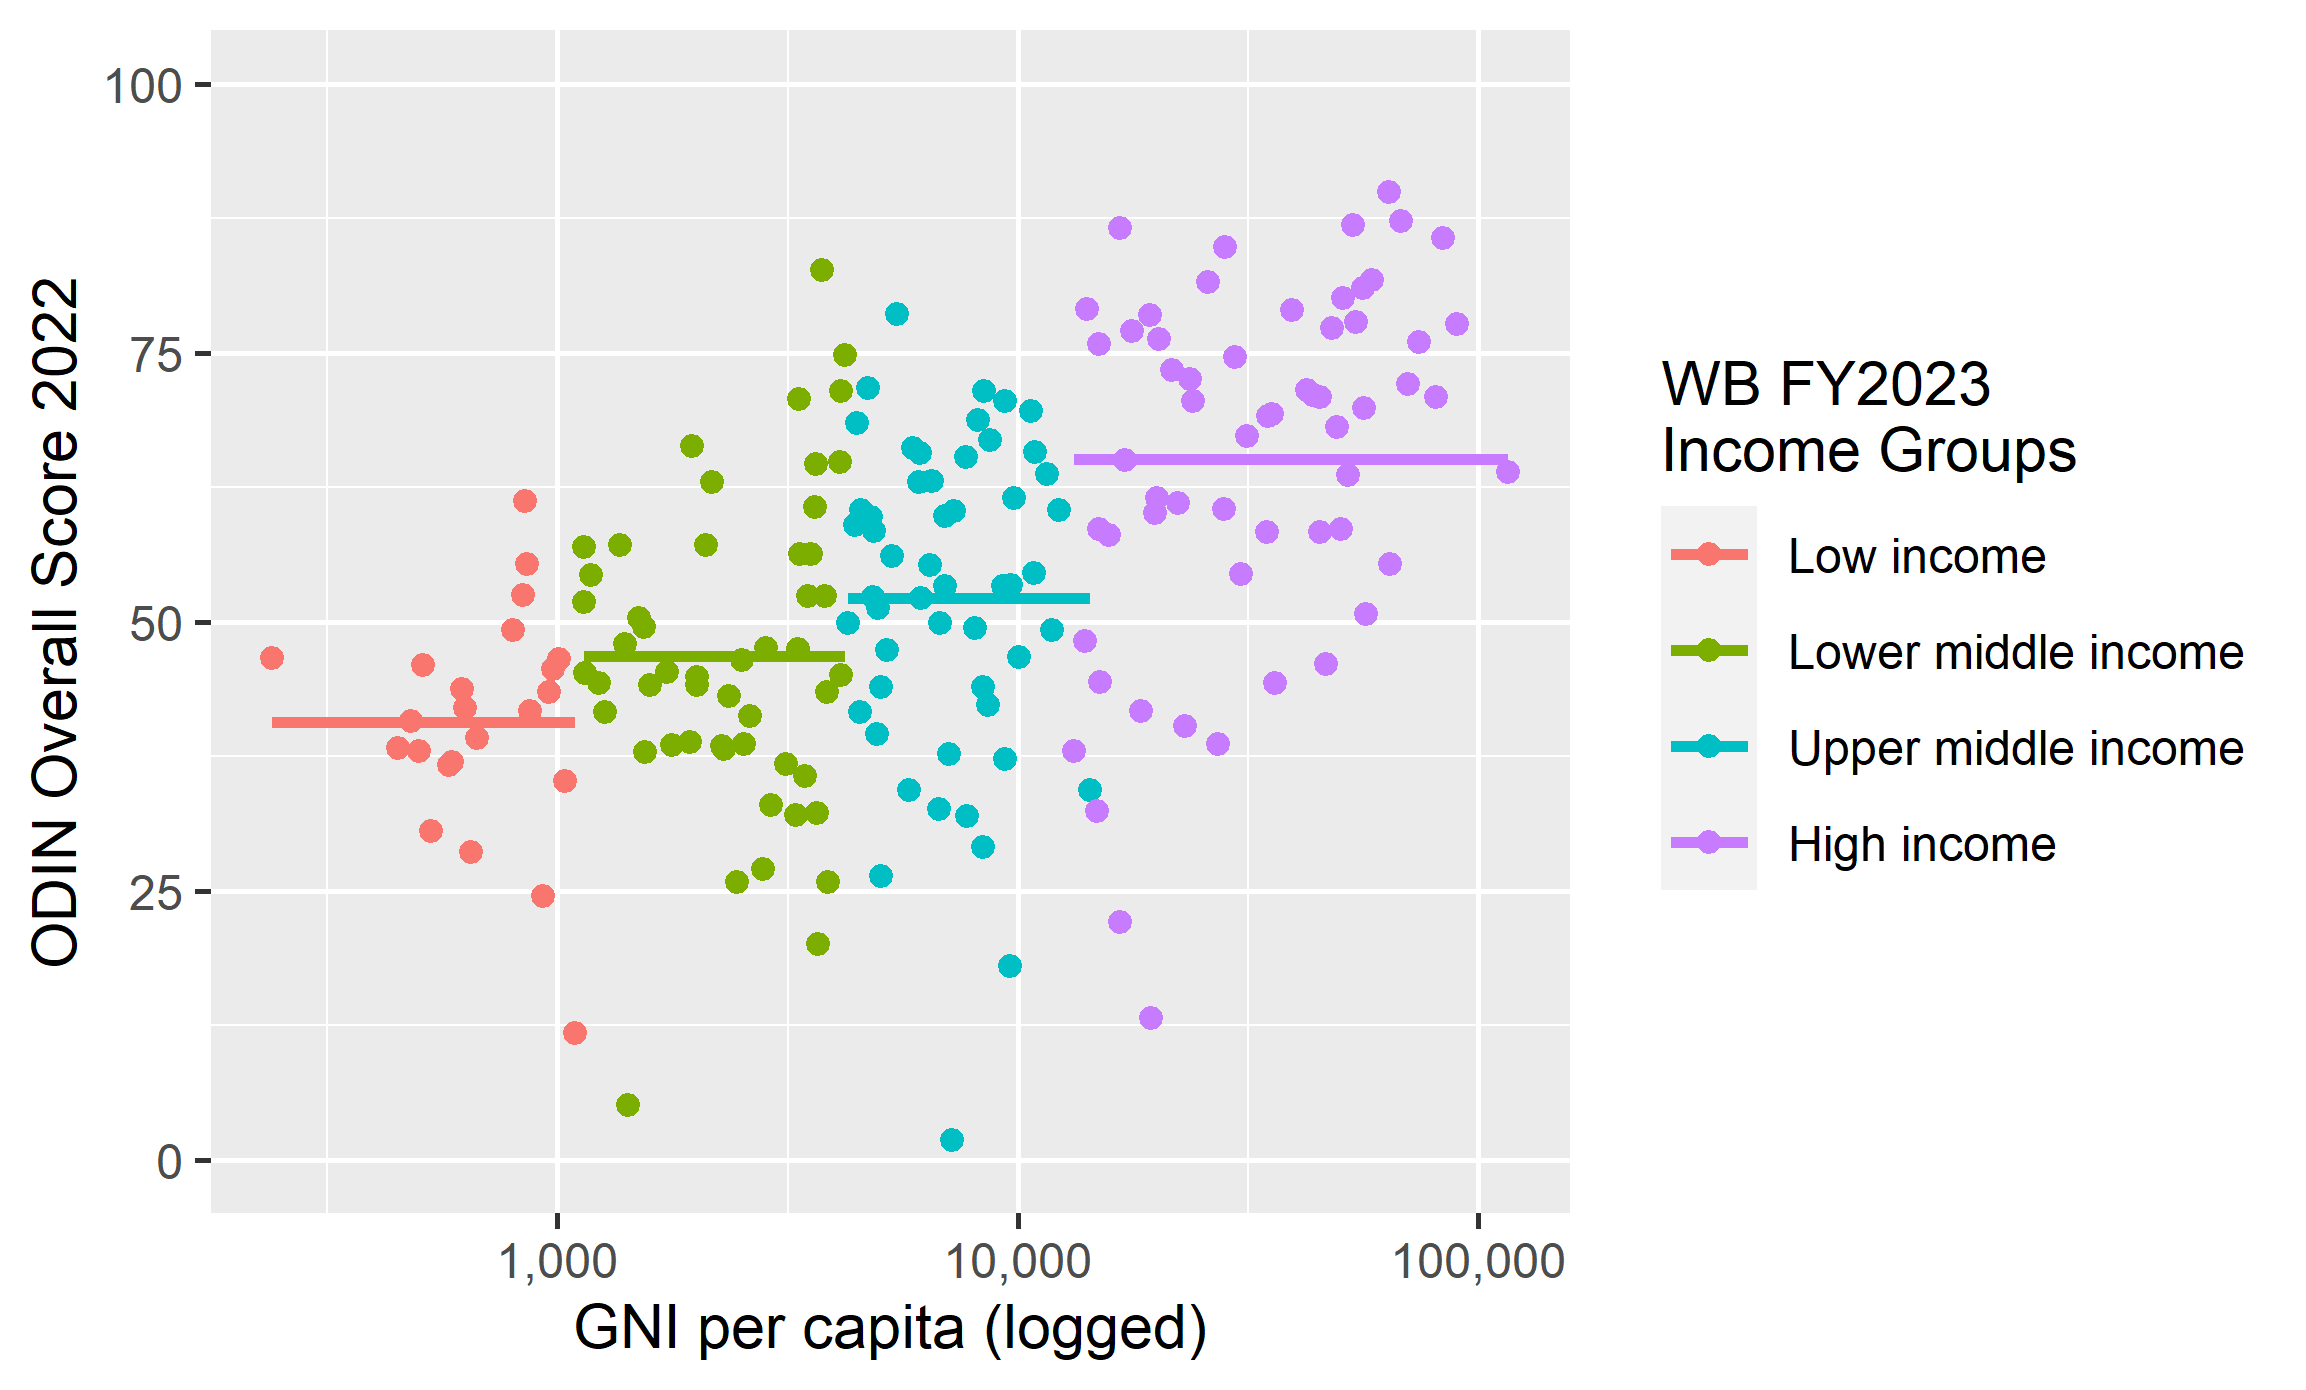 ODIN Overall Score 2022
100
75
50
25
0
1,000
10,000
100,000
GNI per capita (logged)
WB FY2023
Income Groups
Low income
Lower middle income
Upper middle income
High income